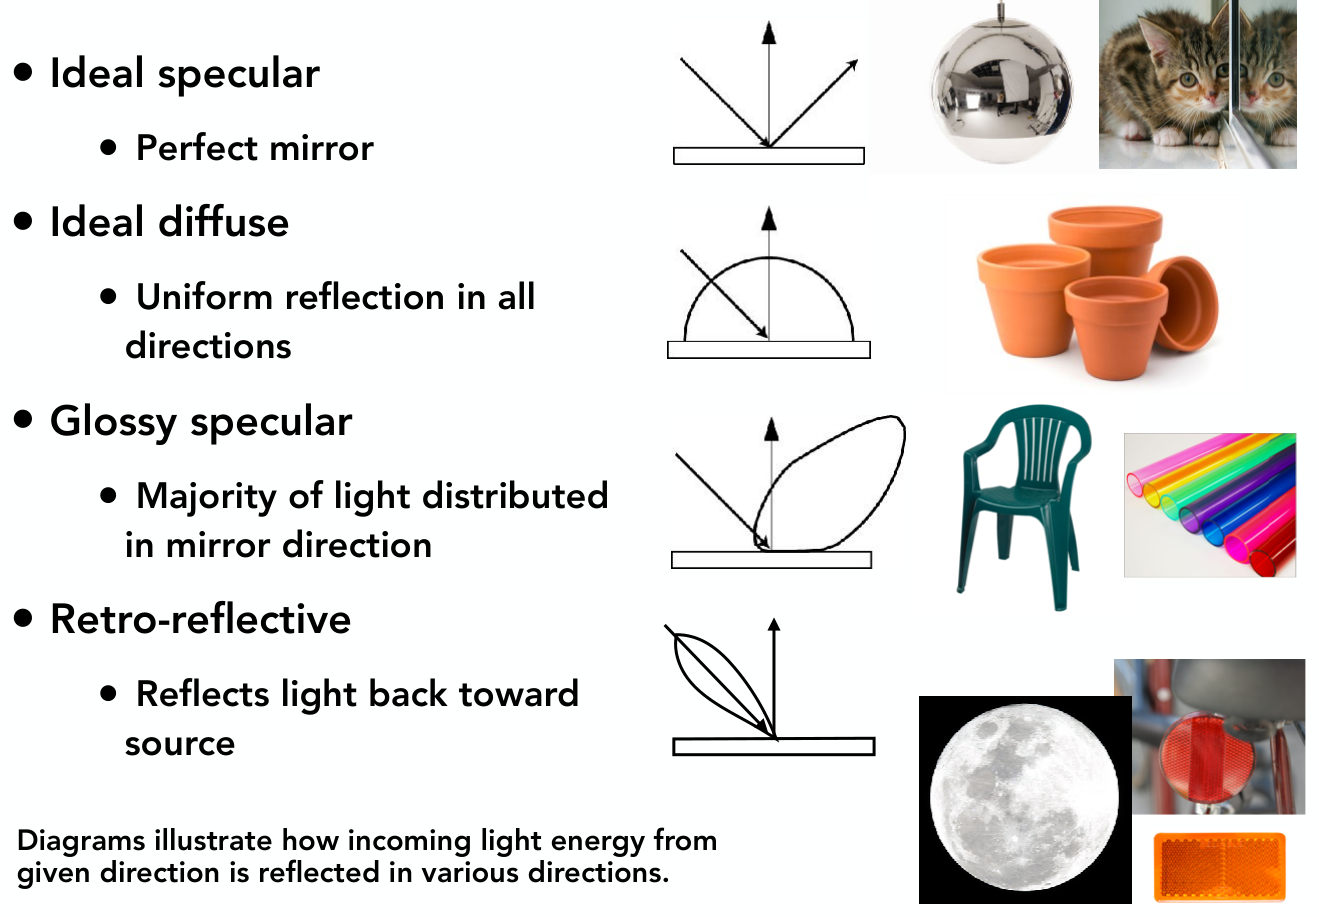 • Ideal specular
• Perfect mirror
• Ideal diffuse
• Uniform reflection in all
directions
• Glossy specular
• Majority of light distributed
in mirror direction
• Retro-reflective
• Reflects light back toward
source
Diagrams illustrate how incoming light energy from
given direction is reflected in various directions.